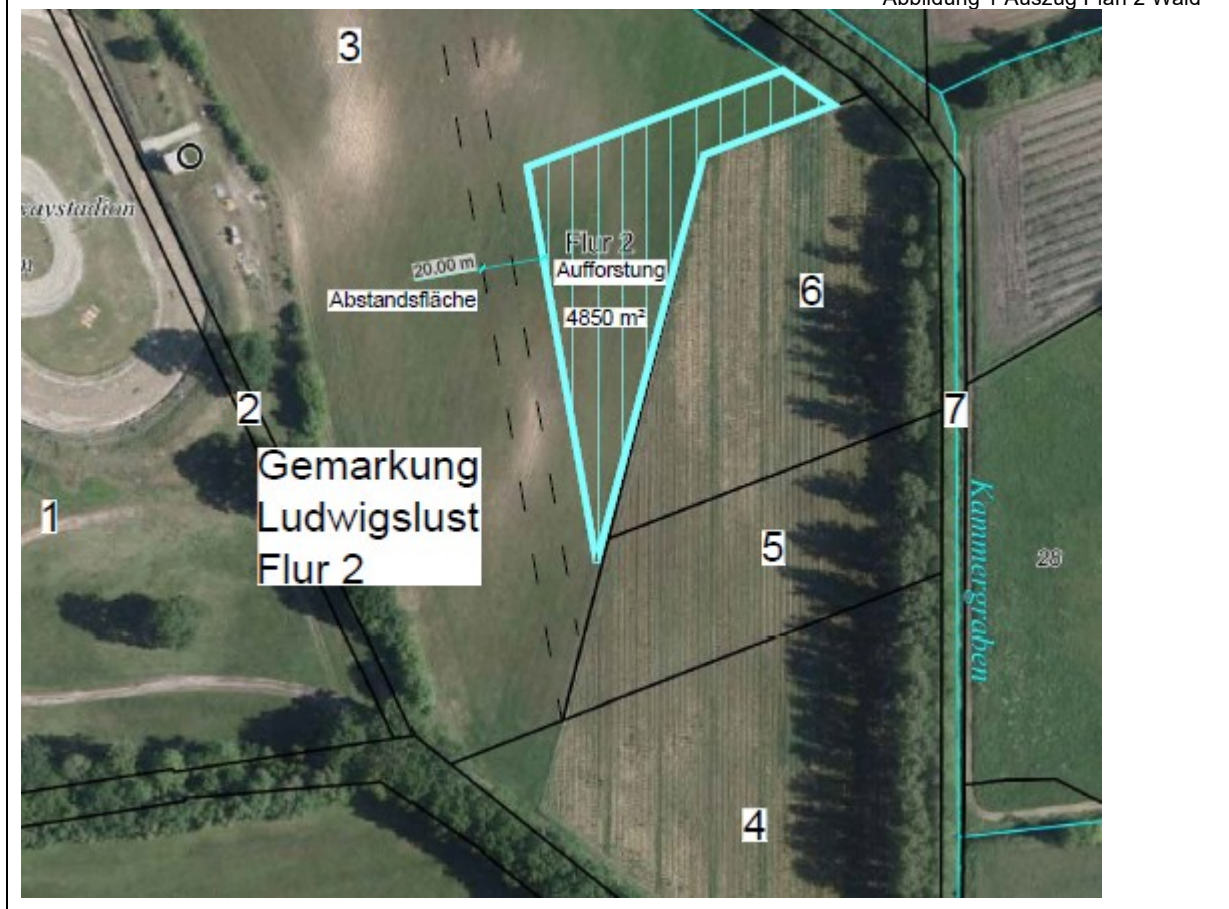 Abbildung 1 Auszug Plan 2 Wald
3
Flur 2
20.00 m
Aufforstung
Abstandsfläche
4850 m²
6
2
7
Gemarkung
Ludwigslust
Flur 2
1
5
Kammergraben
28
4